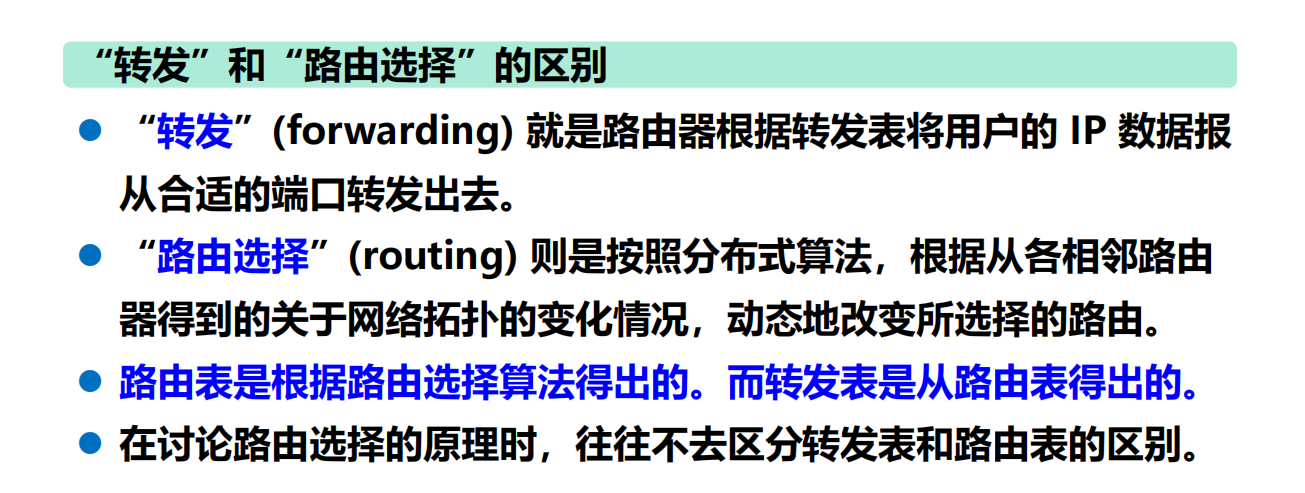 “转发”和“路由选择”的区别
“转发”(forwarding) 就是路由器根据转发表将用户的 IP 数据报
从合适的端口转发出去。
“路由选择”(routing) 则是按照分布式算法，根据从各相邻路由
器得到的关于网络拓扑的变化情况，动态地改变所选择的路由。
路由表是根据路由选择算法得出的。而转发表是从路由表得出的。
在讨论路由选择的原理时，往往不去区分转发表和路由表的区别。